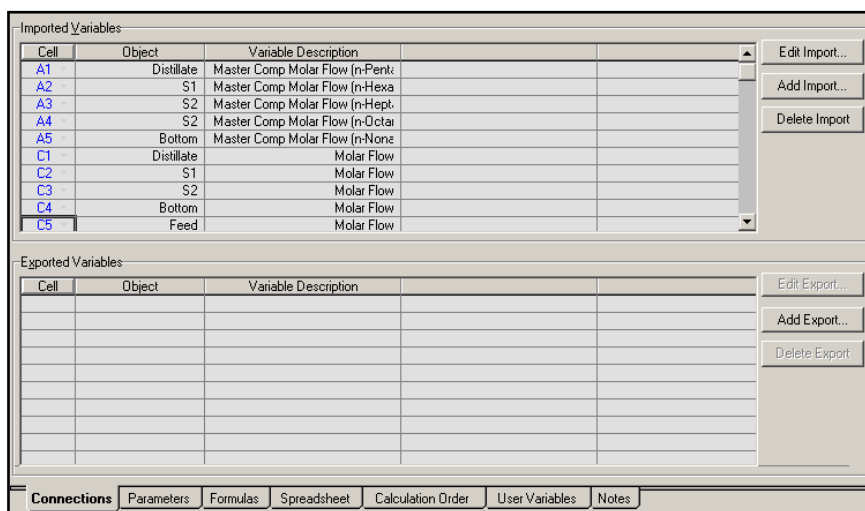 Imported Variables
Cell Object Variable Description
A1 Distillate Master Comp Molar Flow (n-Penta
A2 S1 Master Comp Molar Flow (n-Hexa
A3 S2 Master Comp Molar Flow (n-Hept
A4 S2 Master Comp Molar Flow (n-Octar
A5 Bottom Master Comp Molar Flow (n-Nona
C1 Distillate Molar Flow
C2 S1 Molar Flow
C3 S2 Molar Flow
C4 Bottom Molar Flow
C5 Feed Molar Flow
Edit Import...
Add Import...
Delete Import
Exported Variables
Cell Object Variable Description
Edit Export...
Add Export...
Delete Export
Connections Parameters Formulas Spreadsheet Calculation Order User Variables Notes